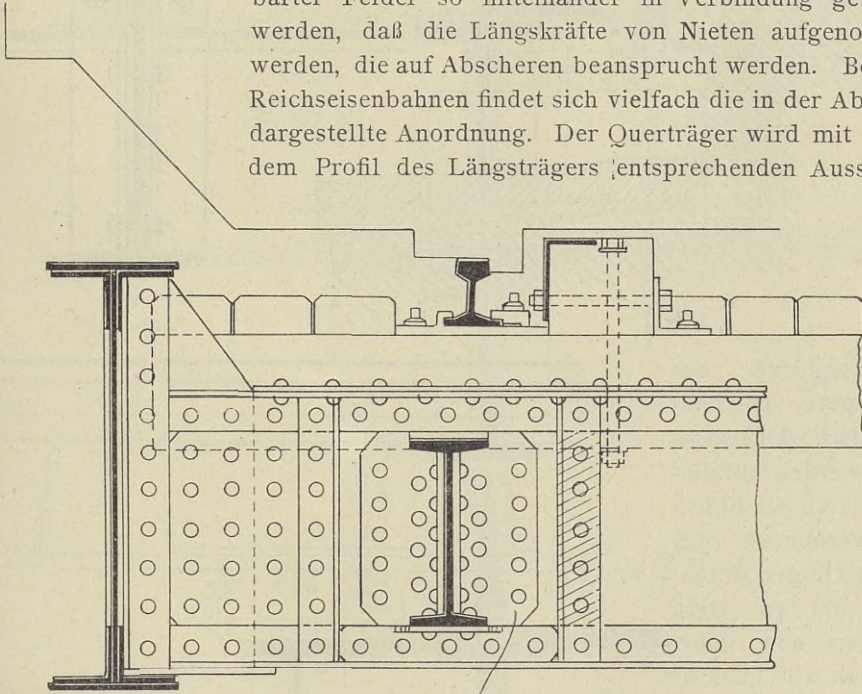 barter Felder so miteinander in Verbindung
werden, daß die Längskräfte von Nieten aufgeno
werden, die auf Abscheren beansprucht werden. Be
Reichseisenbahnen findet sich vielfach die in der Ab
dargestellte Anordnung. Der Querträger wird mit
dem Profil des Längsträgers entsprechenden Auss